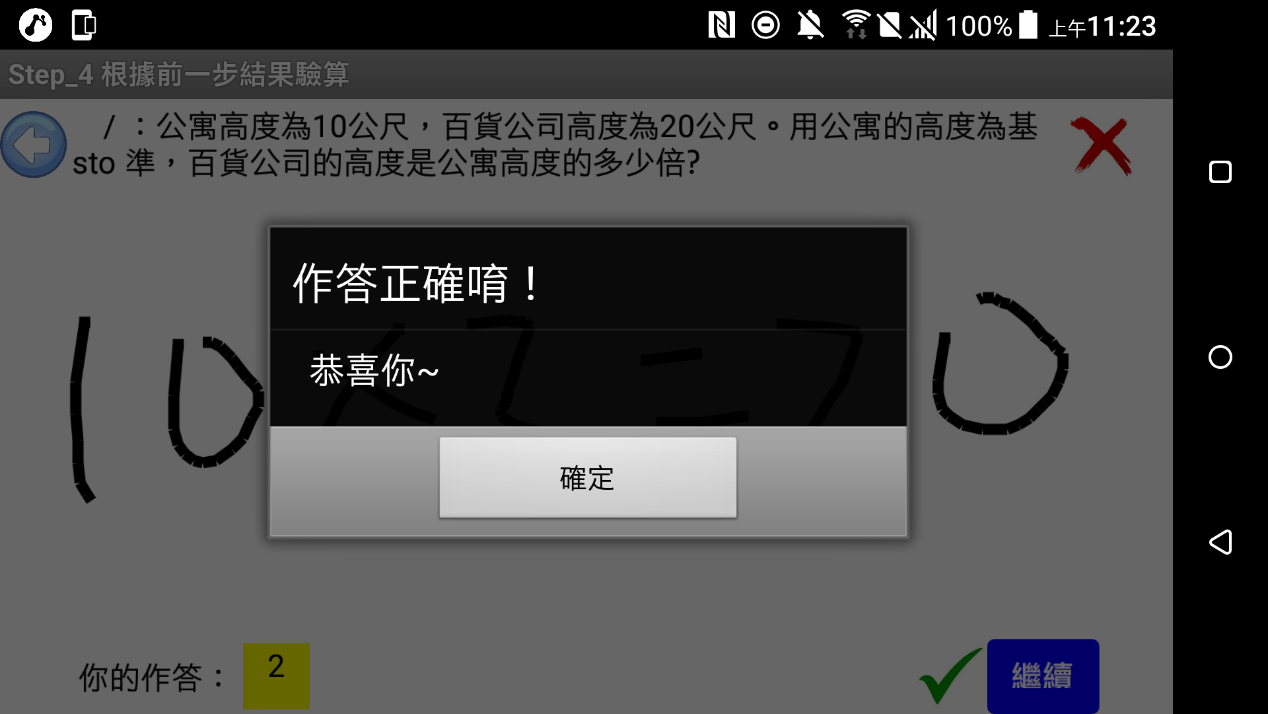 100% 上午11:23
Step_4 根據前一步結果驗算
/ ：公寓高度為10公尺，百貨公司高度為20公尺。用公寓的高度為基
sto 準，百貨公司的高度是公寓高度的多少倍?
作答正確唷！
10×2=20
恭喜你~
確定
你的作答： 2
繼續